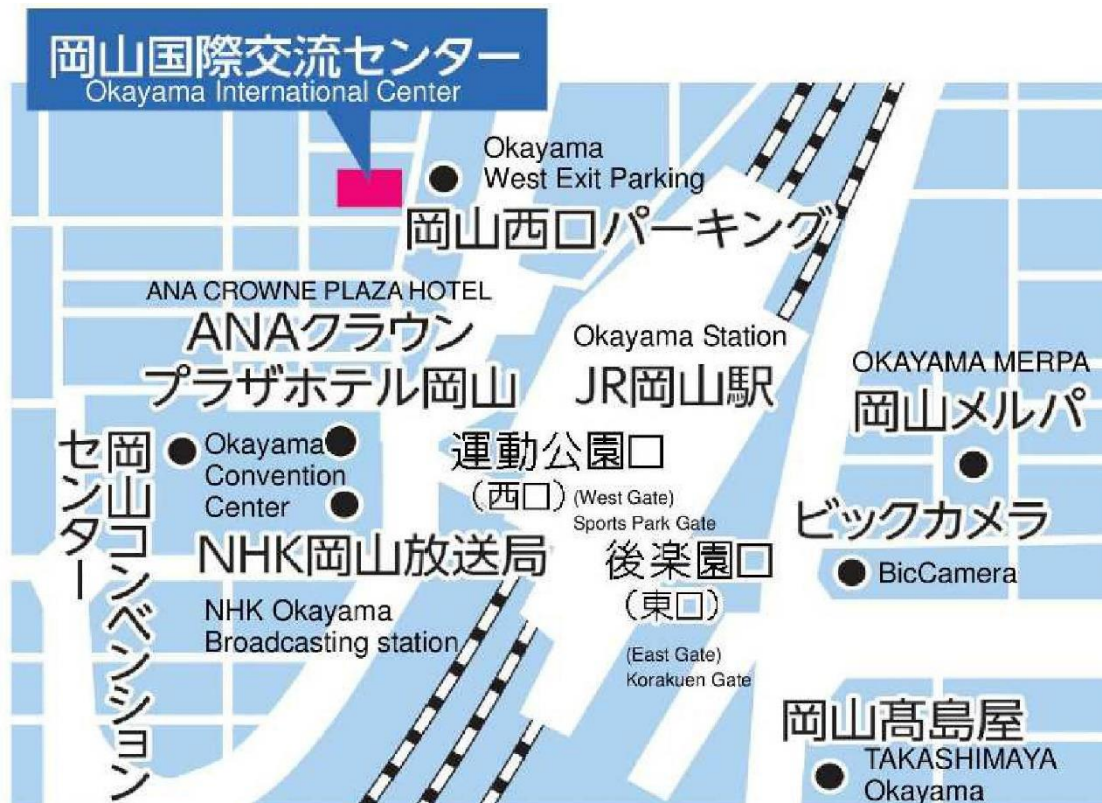 岡山国際交流センター
Okayama International Center
Okayama
West Exit Parking
岡山西口パーキング
ANA CROWNE PLAZA HOTEL
ANAクラウン
プラザホテル岡山
Okayama Station
JR岡山駅
OKAYAMA MERPA
岡山メルパ
岡山コンベンション
センター
Okayama
Convention
Center
運動公園口
(西口)
(West Gate)
Sports Park Gate
ビックカメラ
BicCamera
NHK岡山放送局
NHK Okayama
Broadcasting station
後楽園口
(東口)
(East Gate)
Korakuen Gate
岡山髙島屋
TAKASHIMAYA
Okayama